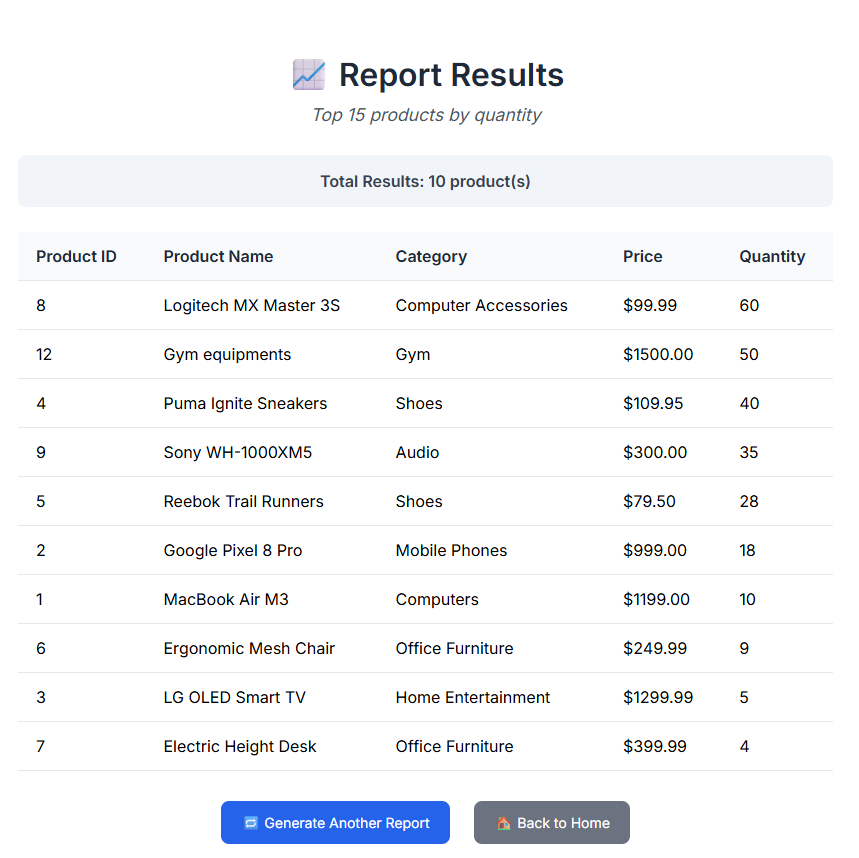 Report Results
Top 15 products by quantity
Total Results: 10 product(s)
Product ID Product Name Category Price Quantity
8 Logitech MX Master 3S Computer Accessories $99.99 60
12 Gym equipments Gym $1500.00 50
4 Puma Ignite Sneakers Shoes $109.95 40
9 Sony WH-1000XM5 Audio $300.00 35
5 Reebok Trail Runners Shoes $79.50 28
2 Google Pixel 8 Pro Mobile Phones $999.00 18
1 MacBook Air M3 Computers $1199.00 10
6 Ergonomic Mesh Chair Office Furniture $249.99 9
3 LG OLED Smart TV Home Entertainment $1299.99 5
7 Electric Height Desk Office Furniture $399.99 4
Generate Another Report Back to Home